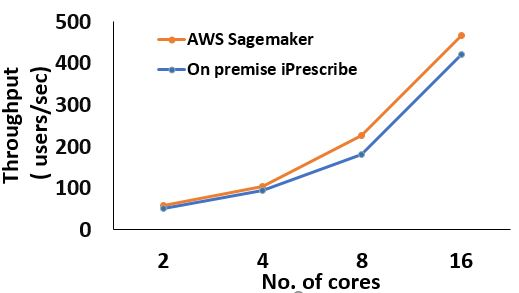 500
400
300
200
100
0
Throughput
( users/sec)
AWS Sagemaker
On premise iPrescribe
2 4 8 16
No. of cores